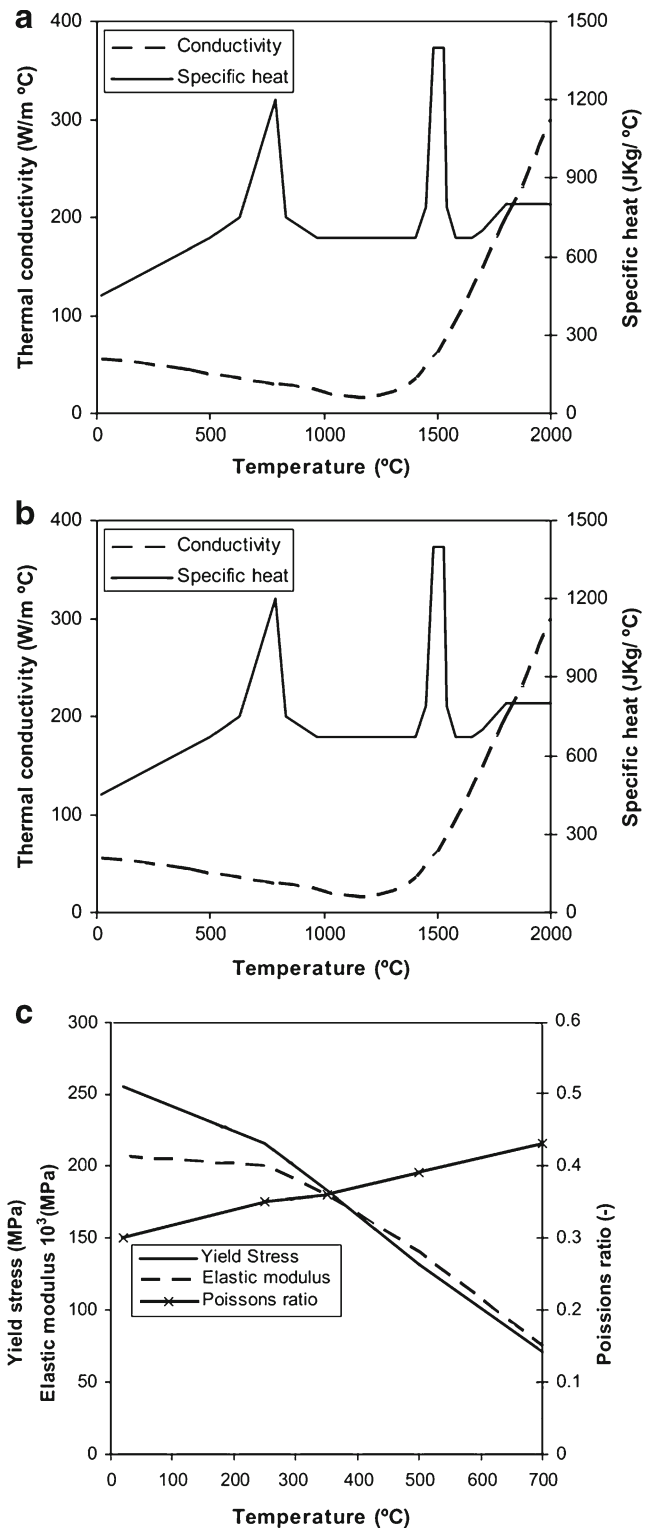 a
400
300
200
100
0
Thermal conductivity (W/m ºC)
Conductivity
Specific heat
1500
1200
900
600
300
0
Specific heat (JKg/ ºC)
0 500 1000 1500 2000
Temperature (ºC)
b
400
300
200
100
0
Thermal conductivity (W/m ºC)
Conductivity
Specific heat
1500
1200
900
600
300
0
Specific heat (JKg/ ºC)
0 500 1000 1500 2000
Temperature (ºC)
c
300
250
200
150
100
50
0
Yield stress (MPa)
Elastic modulus 10³(MPa)
Yield Stress
Elastic modulus
Poissons ratio
0.6
0.5
0.4
0.3
0.2
0.1
0
Poissions ratio (-)
0 100 200 300 400 500 600 700
Temperature (ºC)